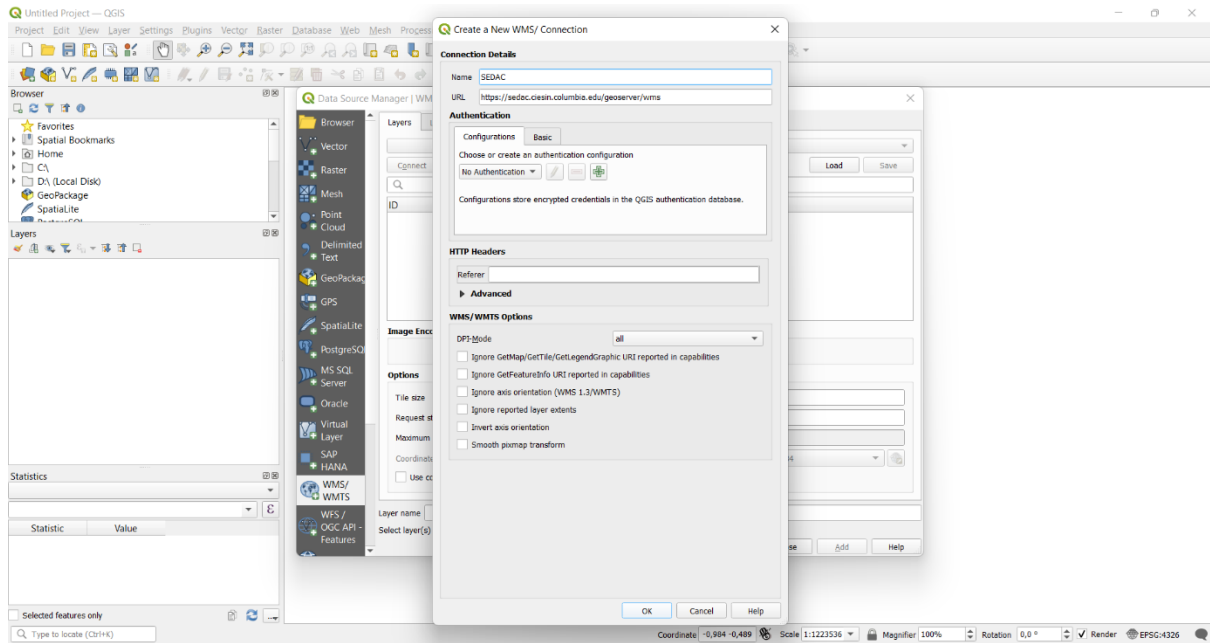 Untitled Project — QGIS
Project Edit View Layer Settings Plugins Vector Raster Database Web Mesh
Browser
Favorites
Spatial Bookmarks
Home
C:\
D:\ (Local Disk)
GeoPackage
SpatiaLite
Layers
Statistics
Statistic Value
Selected features only
Type to locate (Ctrl+K)
Data Source Manager | WM
Browser
Vector
Raster
Mesh
Point
Cloud
Delimited
Text
GeoPackag
GPS
SpatiaLite
PostgreSQ
MS SQL
Server
Oracle
Virtual
Layer
SAP
HANA
WMS/
WMTS
WFS /
OGC API -
Features
Layers
Connect
Load Save
ID
Image Enc
Options
Tile size
Request st
Maximum
Coordinat
Use co
Layer name
Select layer(s)
Add Help
Create a New WMS/ Connection
Connection Details
Name SEDAC
URL https://sedac.ciesin.columbia.edu/geoserver/wms
Authentication
Configurations Basic
Choose or create an authentication configuration
No Authentication
Configurations store encrypted credentials in the QGIS authentication database.
HTTP Headers
Referer
Advanced
WMS/WMTS Options
DPI-Mode all
Ignore GetMap/GetTile/GetLegendGraphic URI reported in capabilities
Ignore GetFeatureInfo URI reported in capabilities
Ignore axis orientation (WMS 1.3/WMTS)
Ignore reported layer extents
Invert axis orientation
Smooth pixmap transform
OK Cancel Help
Coordinate -0,984 -0,489 Scale 1:1223536 Magnifier 100% Rotation 0,0 ° Render EPSG:4326